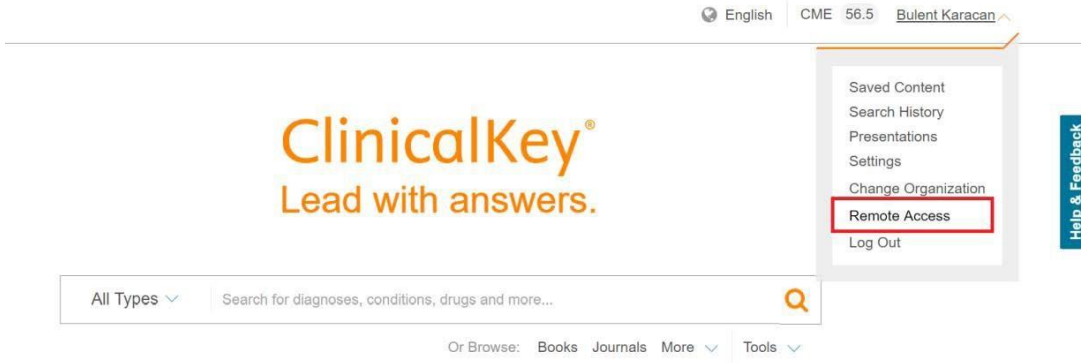 English CME 56.5 Bulent Karacan
Saved Content
Search History
Presentations
Settings
Change Organization
Remote Access
Log Out
Help & Feedback
ClinicalKey®
Lead with answers.
All Types Search for diagnoses, conditions, drugs and more...
Or Browse: Books Journals More Tools